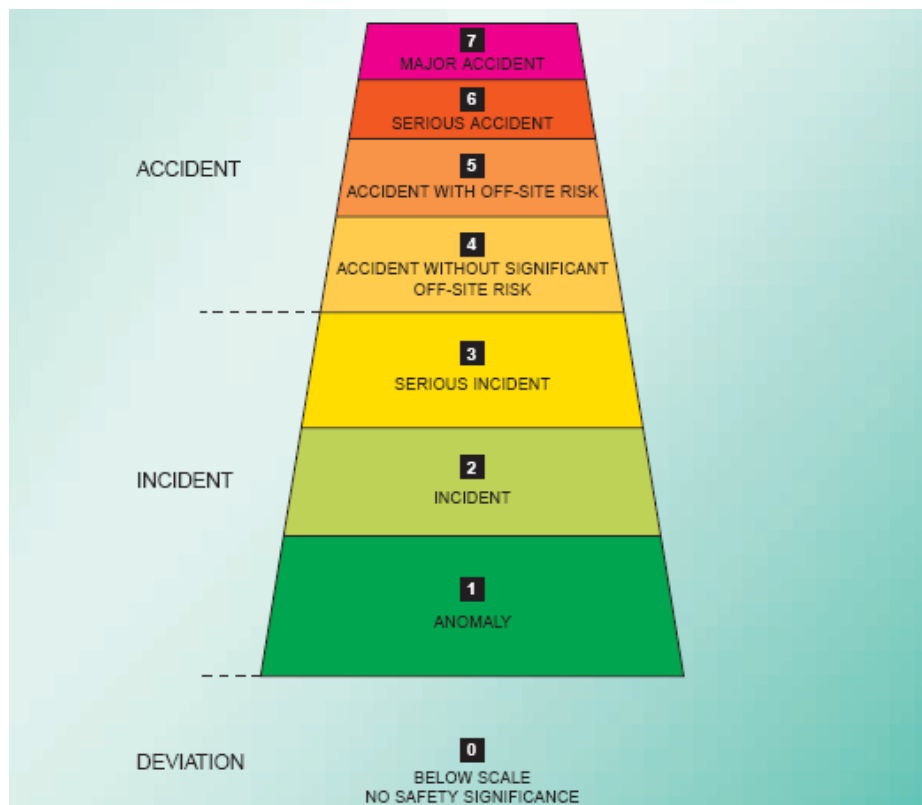 7
MAJOR ACCIDENT
6
SERIOUS ACCIDENT
ACCIDENT
5
ACCIDENT WITH OFF-SITE RISK
4
ACCIDENT WITHOUT SIGNIFICANT
OFF-SITE RISK
3
SERIOUS INCIDENT
INCIDENT
2
INCIDENT
1
ANOMALY
DEVIATION
0
BELOW SCALE
NO SAFETY SIGNIFICANCE